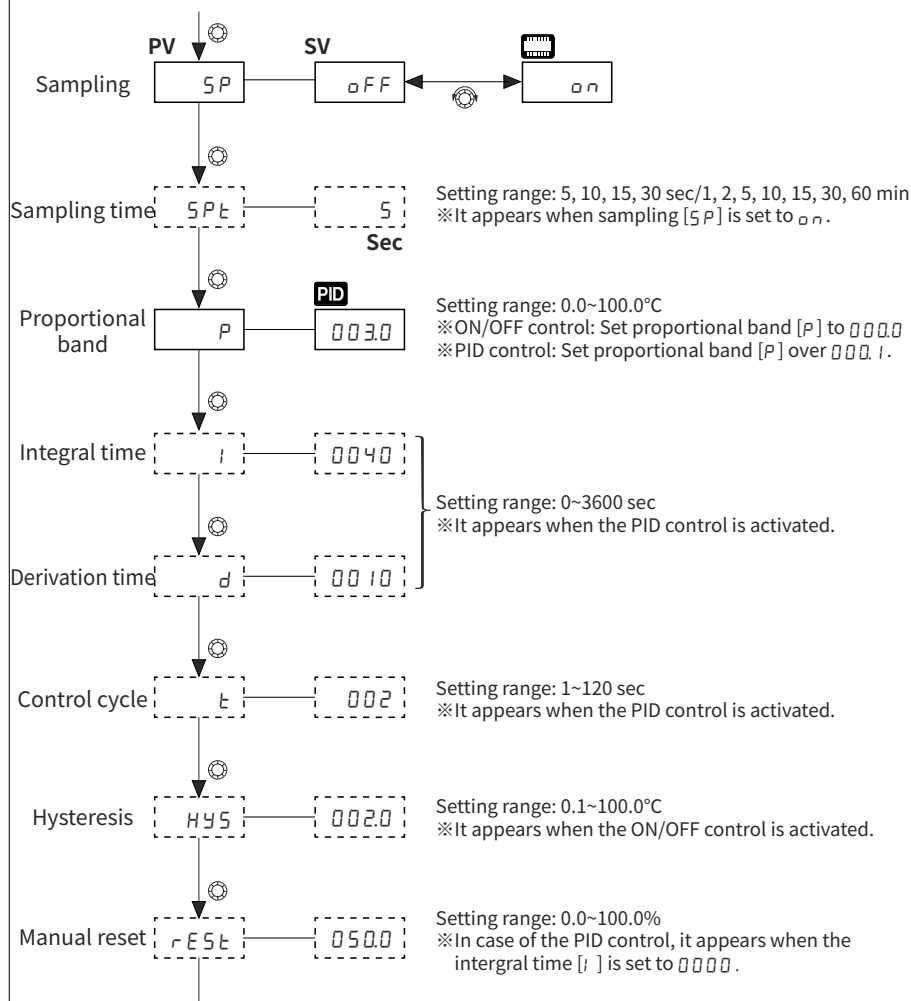 PV SV
Sampling SP oFF on
Sampling time SPt 5 Setting range: 5, 10, 15, 30 sec/1, 2, 5, 10, 15, 30, 60 min
※It appears when sampling [SP] is set to on.
Sec
PID
Proportional band P 003.0 Setting range: 0.0~100.0°C
※ON/OFF control: Set proportional band [P] to 000.0
※PID control: Set proportional band [P] over 000.1.
Integral time I 0040
Setting range: 0~3600 sec
※It appears when the PID control is activated.
Derivation time d 0010
Control cycle t 002 Setting range: 1~120 sec
※It appears when the PID control is activated.
Hysteresis HYS 002.0 Setting range: 0.1~100.0°C
※It appears when the ON/OFF control is activated.
Manual reset rESt 050.0 Setting range: 0.0~100.0%
※In case of the PID control, it appears when the
intergral time [I ] is set to 0000.